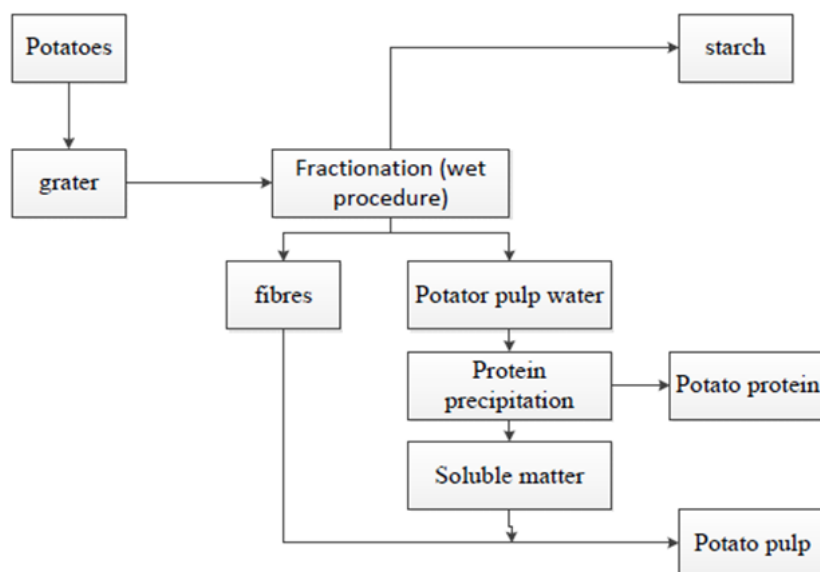 Potatoes
starch
grater
Fractionation (wet
procedure)
fibres
Potator pulp water
Protein
precipitation
Potato protein
Soluble matter
Potato pulp